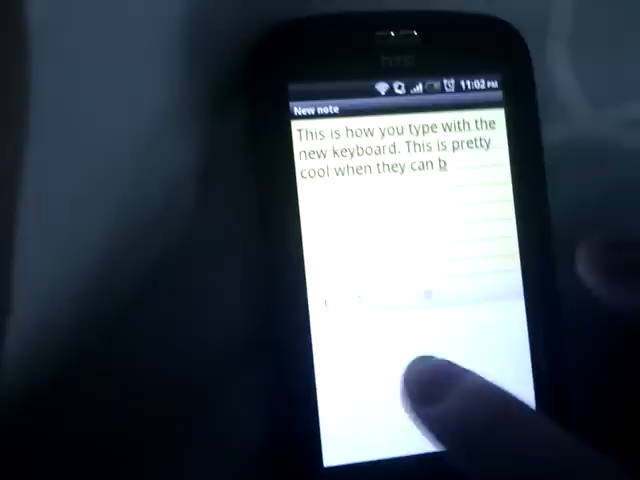 hTC
11:02 PM
New note
This is how you type with the
new keyboard. This is pretty
cool when they can b